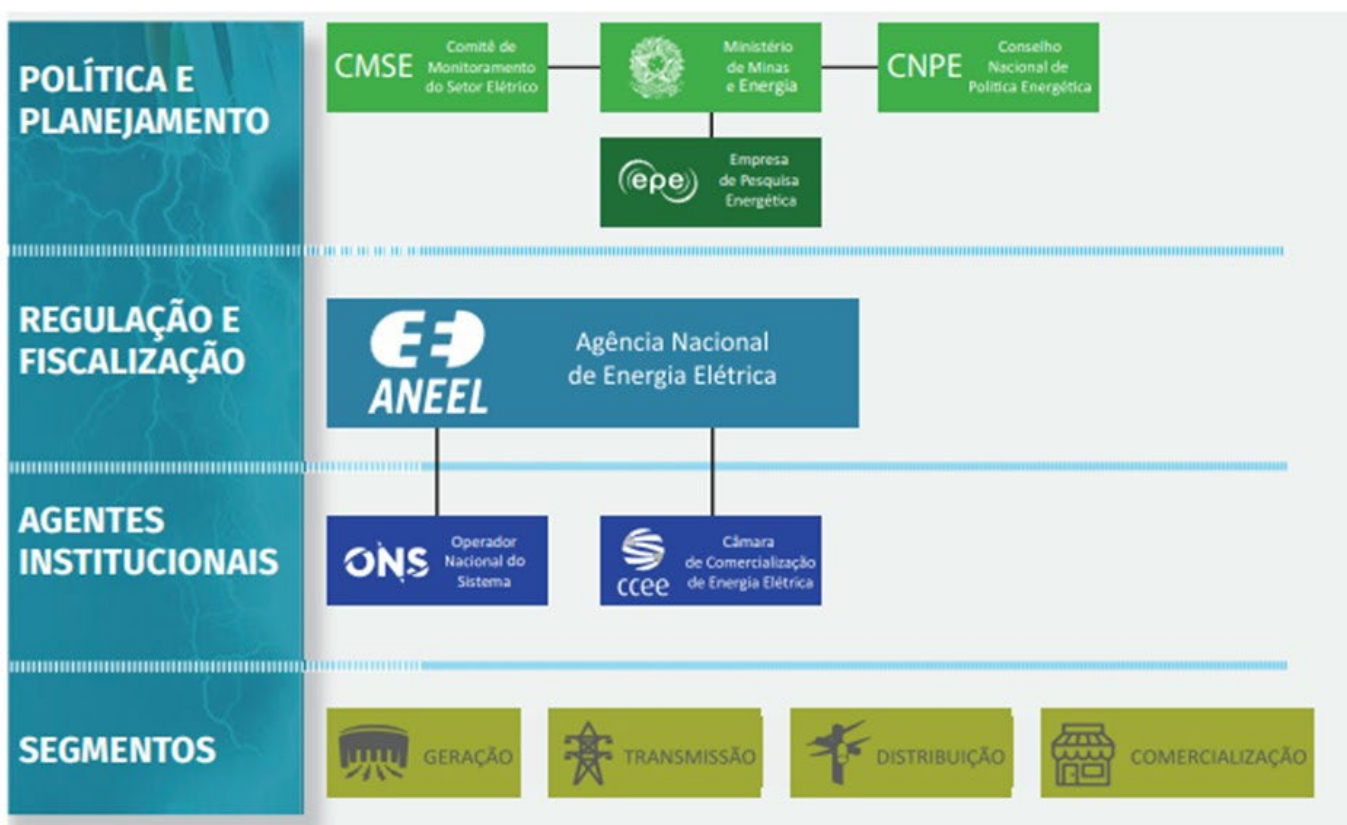 POLÍTICA E
PLANEJAMENTO
CMSE
Comitê de
Monitoramento
do Setor Elétrico
Ministério
de Minas
e Energia
CNPE
Conselho
Nacional de
Política Energética
epe
Empresa
de Pesquisa
Energética
REGULAÇÃO E
FISCALIZAÇÃO
ANEEL
Agência Nacional
de Energia Elétrica
AGENTES
INSTITUCIONAIS
ONS
Operador
Nacional do
Sistema
ccee
Câmara
de Comercialização
de Energia Elétrica
SEGMENTOS
GERAÇÃO
TRANSMISSÃO
DISTRIBUIÇÃO
COMERCIALIZAÇÃO